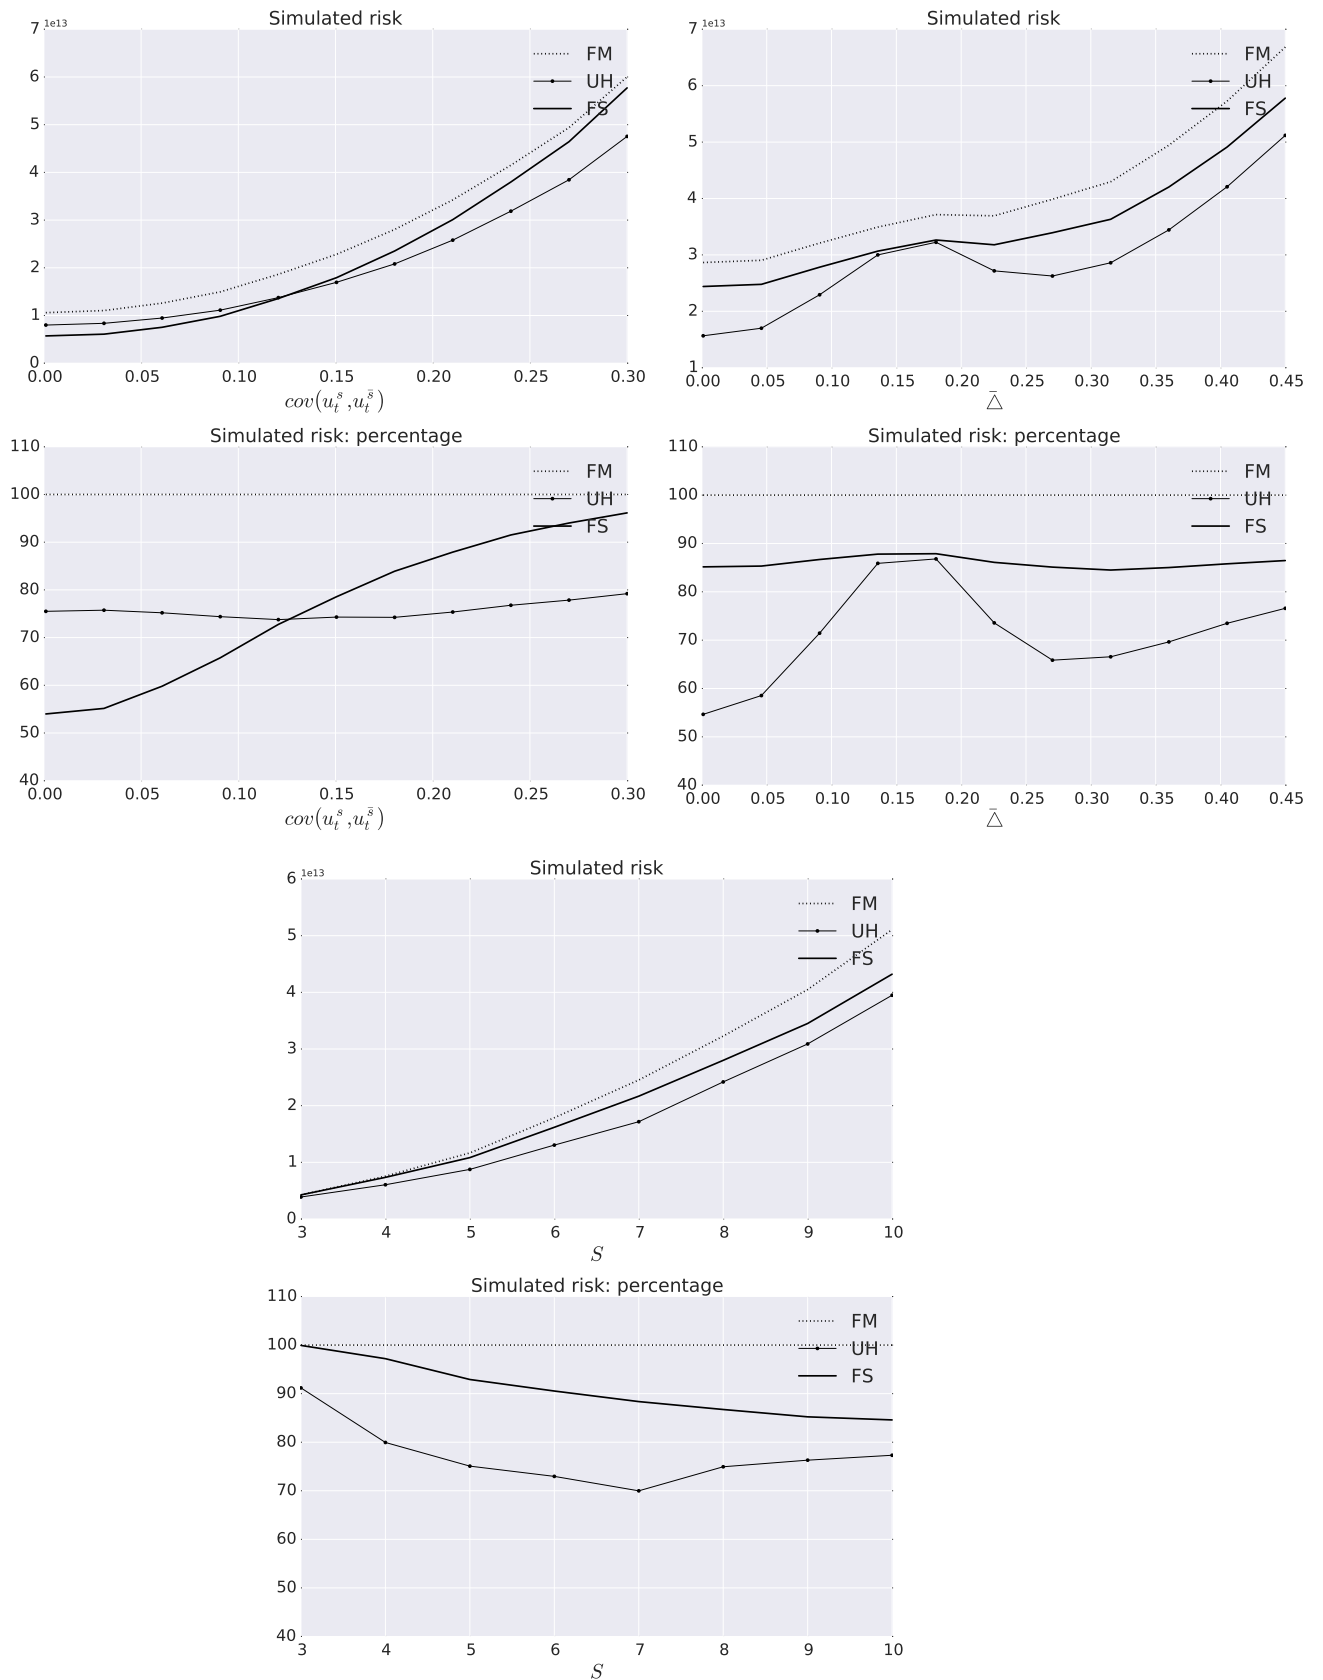 Simulated risk
1e13
7
6
5
4
3
2
1
0
FM
UH
FS
0.00 0.05 0.10 0.15 0.20 0.25 0.30
cov(u_t^s, u_t^{s̄})
Simulated risk
1e13
7
6
5
4
3
2
1
FM
UH
FS
0.00 0.05 0.10 0.15 0.20 0.25 0.30 0.35 0.40 0.45
△̄
Simulated risk: percentage
110
100
90
80
70
60
50
40
FM
UH
FS
0.00 0.05 0.10 0.15 0.20 0.25 0.30
cov(u_t^s, u_t^{s̄})
Simulated risk: percentage
110
100
90
80
70
60
50
40
FM
UH
FS
0.00 0.05 0.10 0.15 0.20 0.25 0.30 0.35 0.40 0.45
△̄
Simulated risk
1e13
6
5
4
3
2
1
0
FM
UH
FS
3 4 5 6 7 8 9 10
S
Simulated risk: percentage
110
100
90
80
70
60
50
40
FM
UH
FS
3 4 5 6 7 8 9 10
S